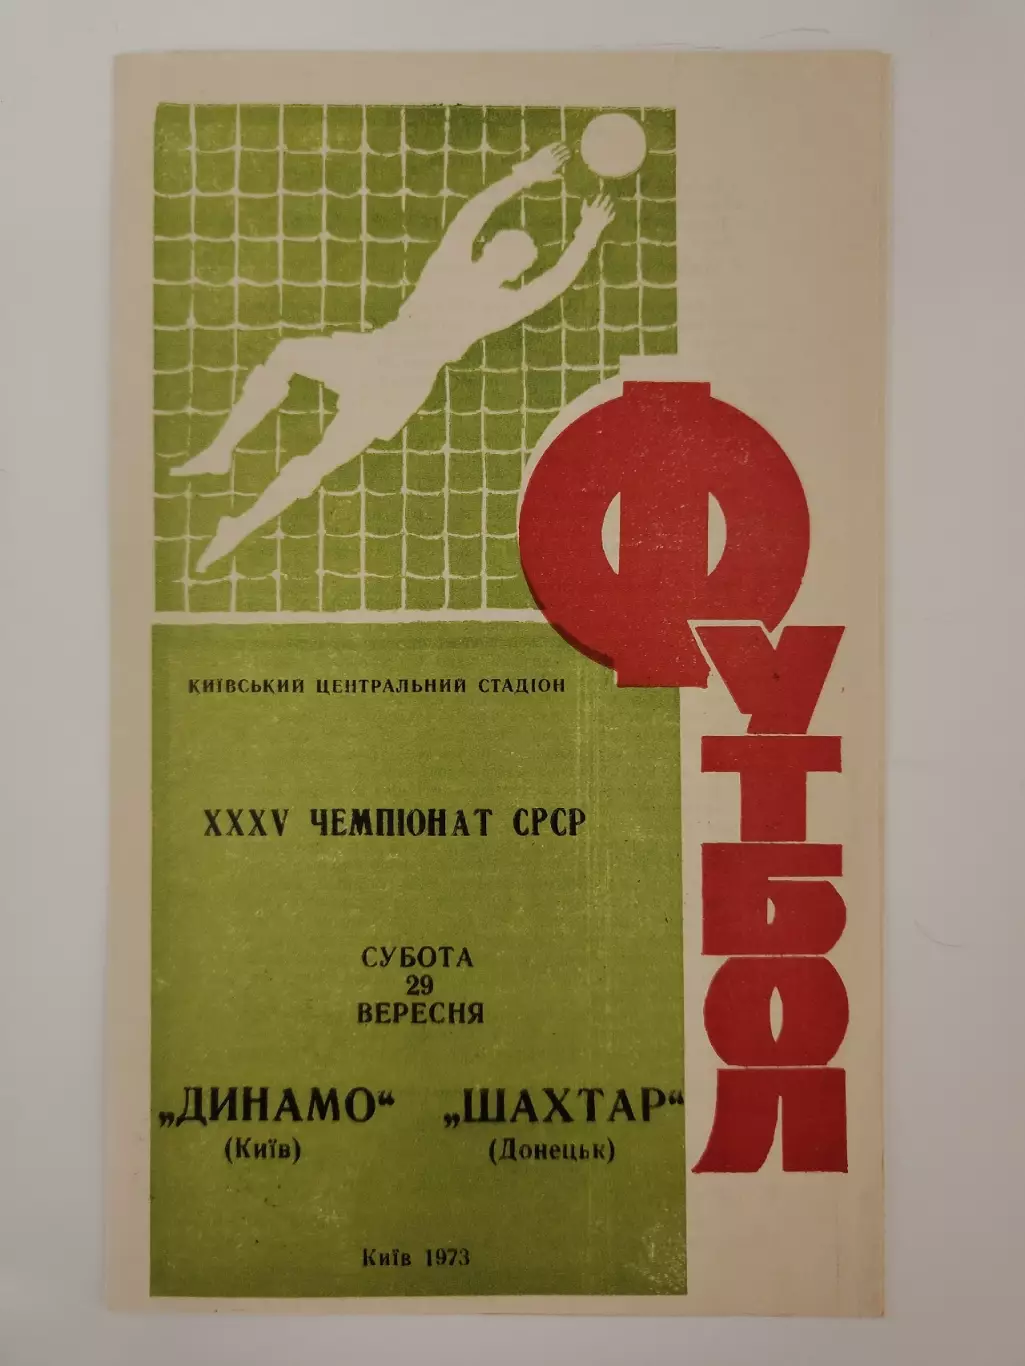 ФУТБОЛ
КИЇВСЬКИЙ ЦЕНТРАЛЬНИЙ СТАДІОН
XXXV ЧЕМПІОНАТ СРСР
СУБОТА
29
ВЕРЕСНЯ
„ДИНАМО“ „ШАХТАР“
(Київ) (Донецьк)
Київ 1973